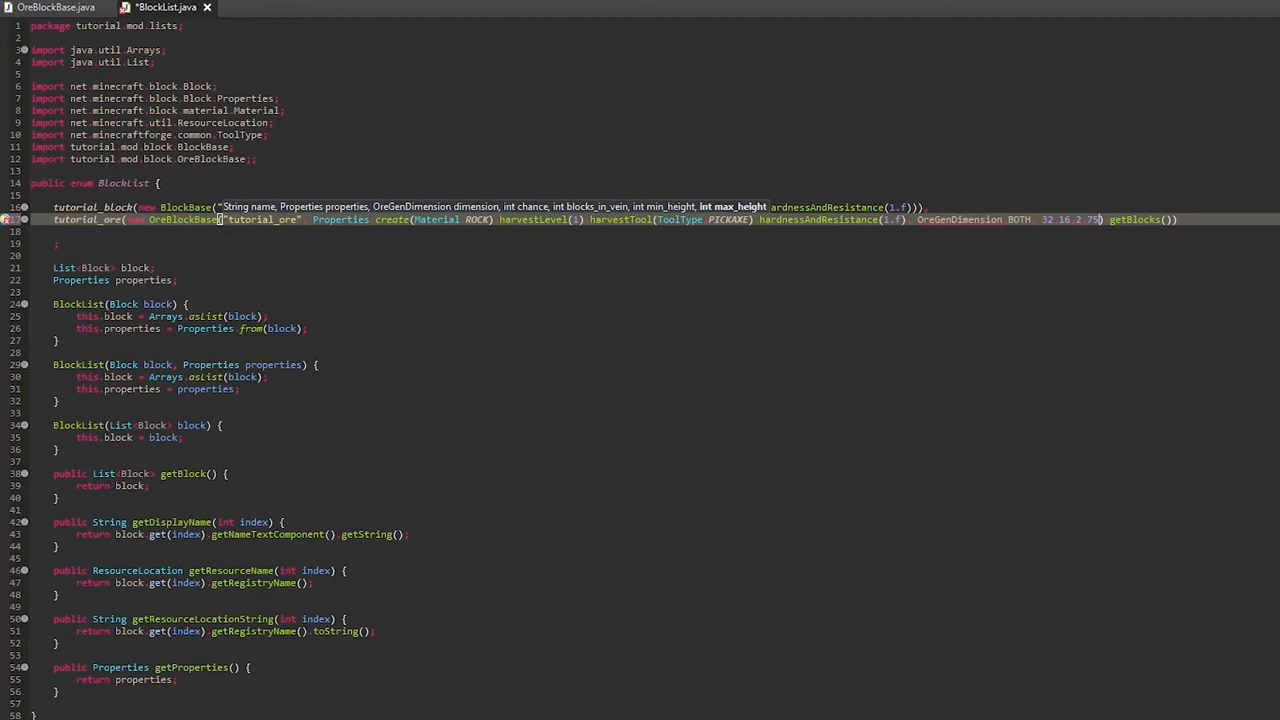 OreBlockBase.java *BlockList.java
1 package tutorial.mod.lists;
2
3 import java.util.Arrays;
4 import java.util.List;
5
6 import net.minecraft.block.Block;
7 import net.minecraft.block.Block.Properties;
8 import net.minecraft.block.material.Material;
9 import net.minecraft.util.ResourceLocation;
10 import net.minecraftforge.common.ToolType;
11 import tutorial.mod.block.BlockBase;
12 import tutorial.mod.block.OreBlockBase;;
13
14 public enum BlockList {
15
16 tutorial_block(new BlockBase("String name, Properties properties, OreGenDimension dimension, int chance, int blocks_in_vein, int min_height, int max_height ardnessAndResistance(1.f))),
17 tutorial_ore(new OreBlockBase("tutorial_ore", Properties.create(Material.ROCK).harvestLevel(1).harvestTool(ToolType.PICKAXE).hardnessAndResistance(1.f), OreGenDimension.BOTH, 32,16,2,75).getBlocks())
18
19 ;
20
21 List<Block> block;
22 Properties properties;
23
24 BlockList(Block block) {
25 this.block = Arrays.asList(block);
26 this.properties = Properties.from(block);
27 }
28
29 BlockList(Block block, Properties properties) {
30 this.block = Arrays.asList(block);
31 this.properties = properties;
32 }
33
34 BlockList(List<Block> block) {
35 this.block = block;
36 }
37
38 public List<Block> getBlock() {
39 return block;
40 }
41
42 public String getDisplayName(int index) {
43 return block.get(index).getNameTextComponent().getString();
44 }
45
46 public ResourceLocation getResourceName(int index) {
47 return block.get(index).getRegistryName();
48 }
49
50 public String getResourceLocationString(int index) {
51 return block.get(index).getRegistryName().toString();
52 }
53
54 public Properties getProperties() {
55 return properties;
56 }
57
58 }